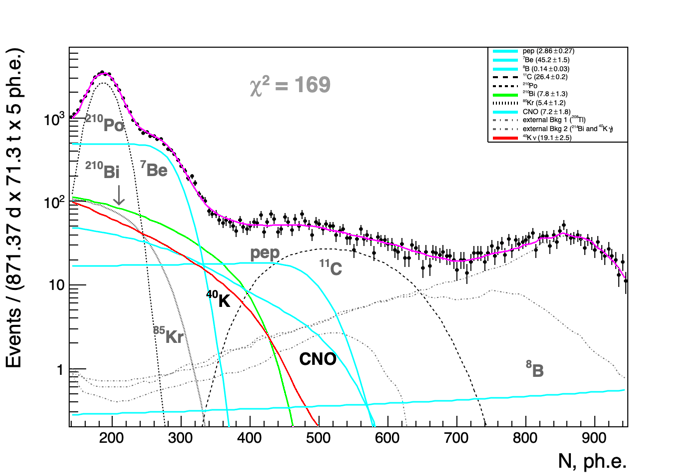 Events / (871.37 d x 71.3 t x 5 ph.e.)
10³
10²
10
1
χ² = 169
pep (2.86±0.27)
⁷Be (45.2±1.5)
⁸B (0.14±0.03)
¹¹C (26.4±0.2)
²¹⁰Po
²¹⁰Bi (7.8±1.3)
⁸⁵Kr (5.4±1.2)
CNO (7.2±1.8)
external Bkg 1 (²⁰⁸Tl)
external Bkg 2 (²¹⁴Bi and ⁴⁰K γ)
⁴⁰K ν (19.1±2.5)
²¹⁰Po
²¹⁰Bi
⁷Be
pep
¹¹C
⁴⁰K
⁸⁵Kr
CNO
⁸B
200 300 400 500 600 700 800 900
N, ph.e.